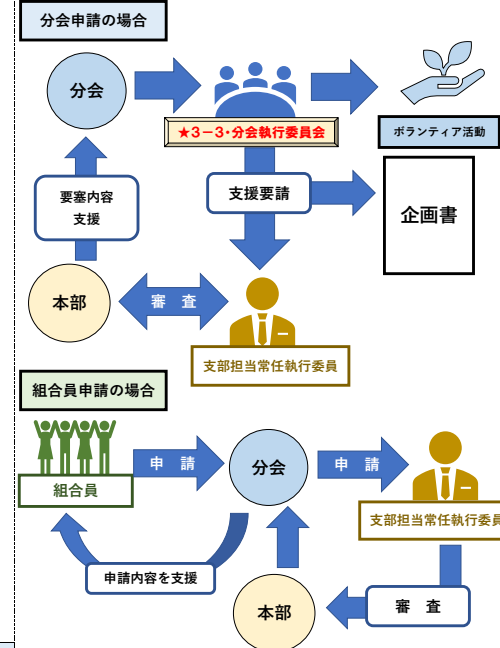 分会申請の場合
分会
★３－３・分会執行委員会
ボランティア活動
要塞内容
支援
支援要請
企画書
本部
審　査
支部担当常任執行委員
組合員申請の場合
組合員
申　請
分会
申　請
支部担当常任執行委員
申請内容を支援
本部
審　査